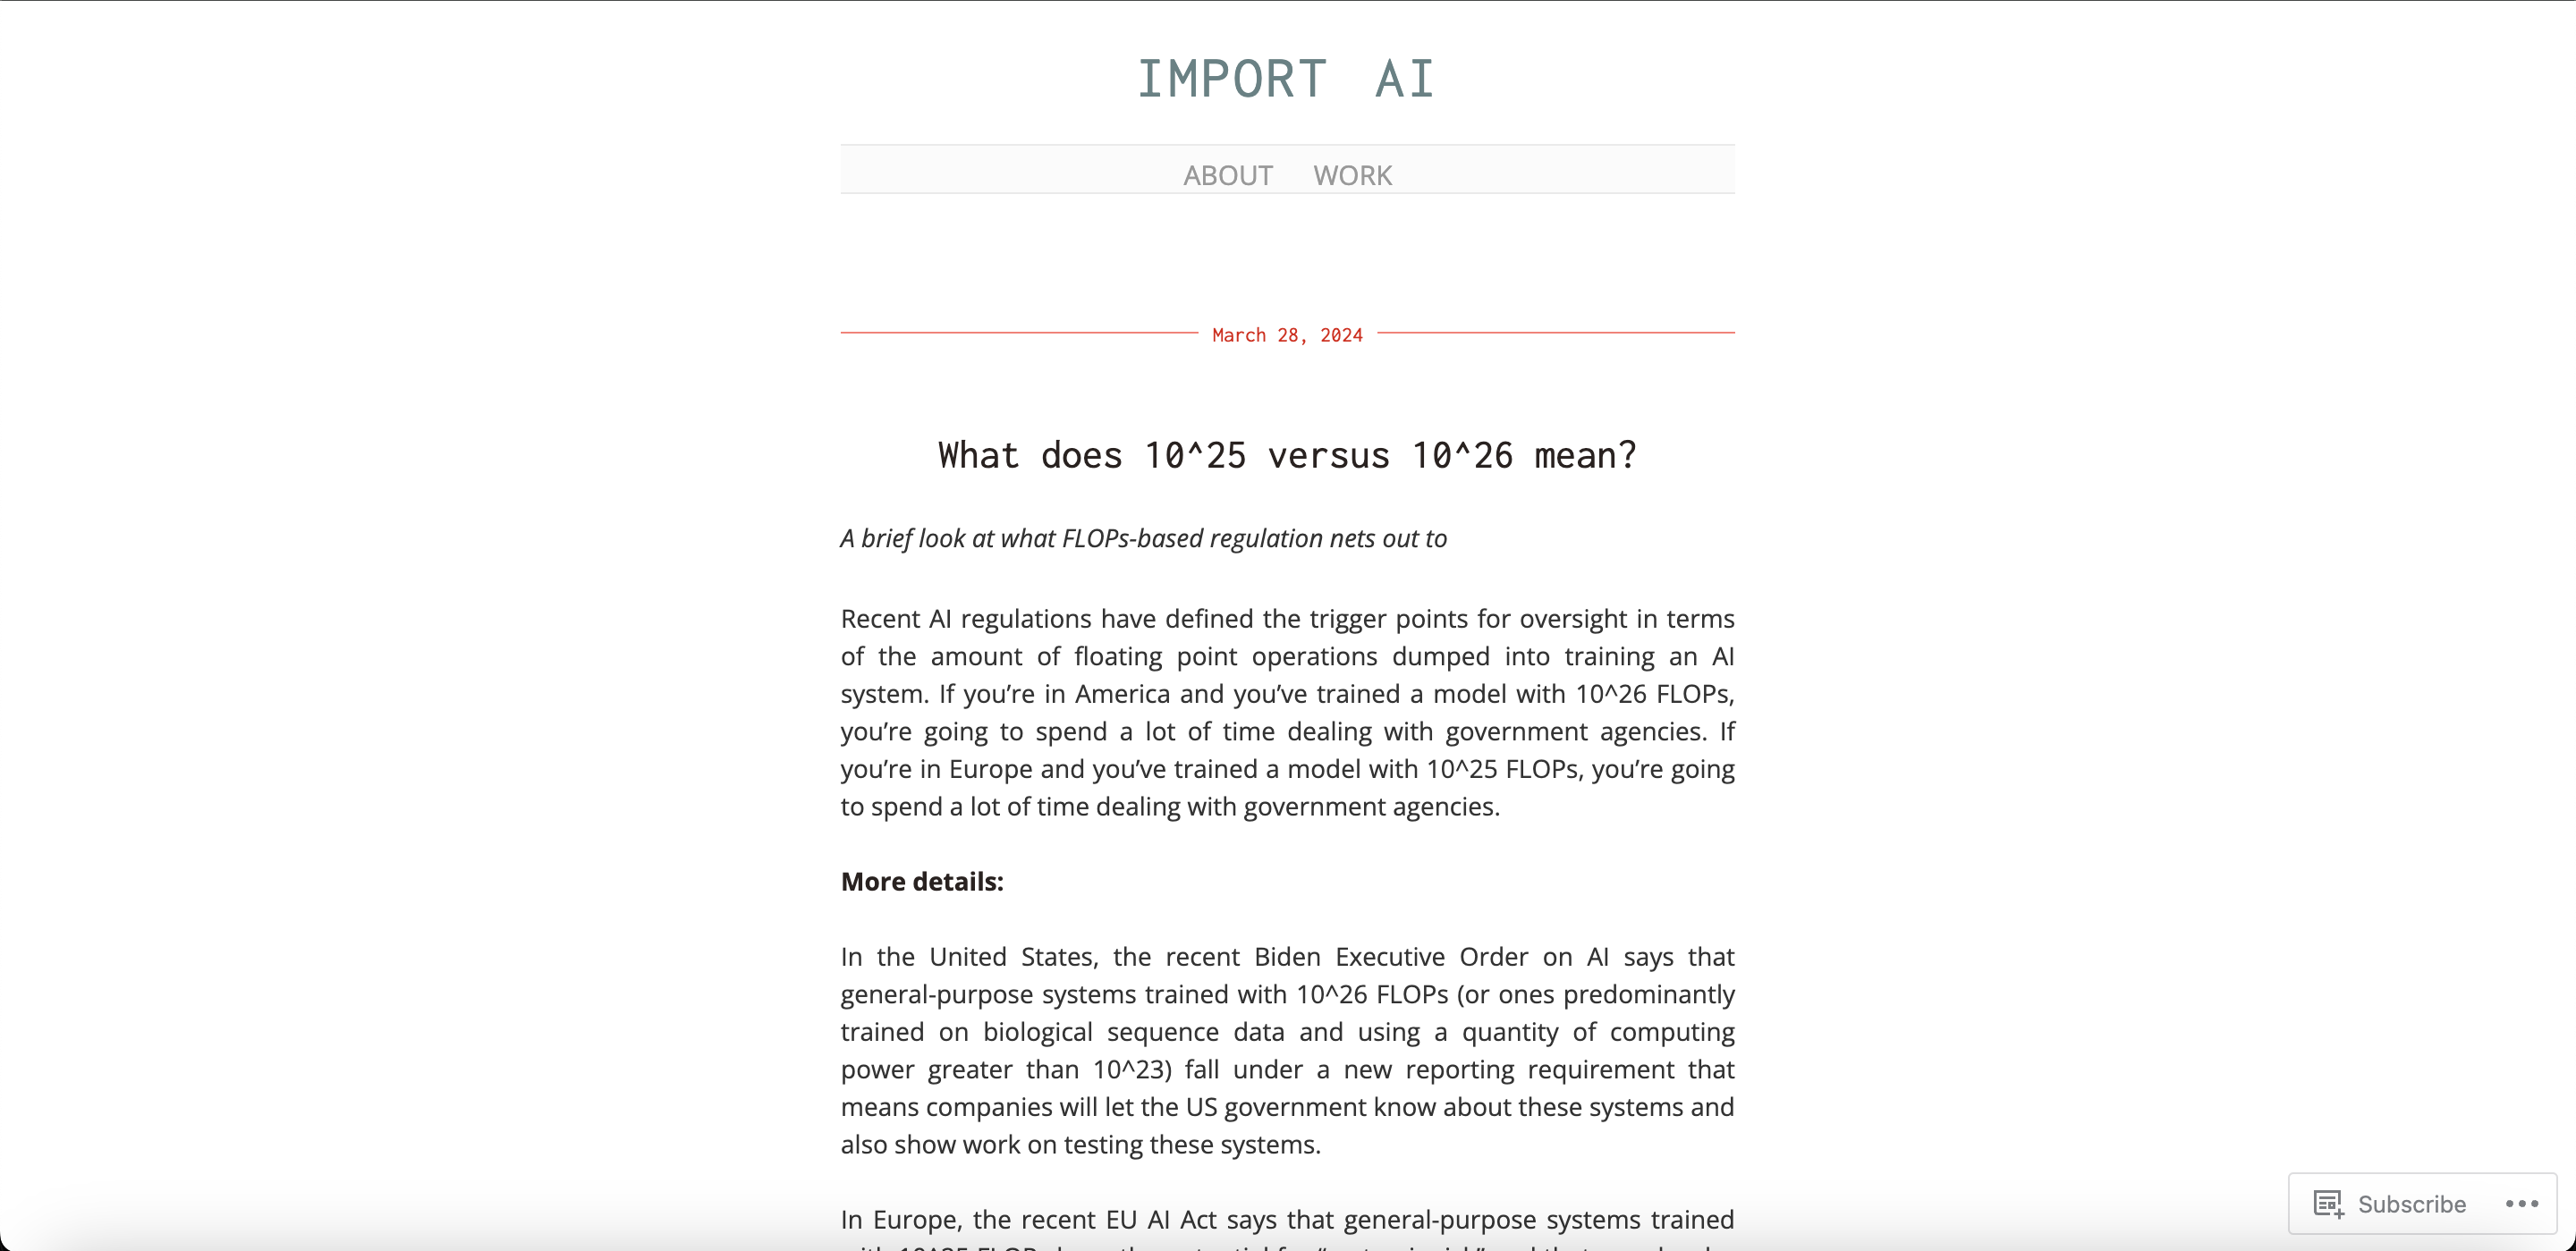 IMPORT AI
ABOUT WORK
March 28, 2024
What does 10^25 versus 10^26 mean?
A brief look at what FLOPs-based regulation nets out to
Recent AI regulations have defined the trigger points for oversight in terms
of the amount of floating point operations dumped into training an AI
system. If you’re in America and you’ve trained a model with 10^26 FLOPs,
you’re going to spend a lot of time dealing with government agencies. If
you’re in Europe and you’ve trained a model with 10^25 FLOPs, you’re going
to spend a lot of time dealing with government agencies.
More details:
In the United States, the recent Biden Executive Order on AI says that
general-purpose systems trained with 10^26 FLOPs (or ones predominantly
trained on biological sequence data and using a quantity of computing
power greater than 10^23) fall under a new reporting requirement that
means companies will let the US government know about these systems and
also show work on testing these systems.
In Europe, the recent EU AI Act says that general-purpose systems trained
Subscribe